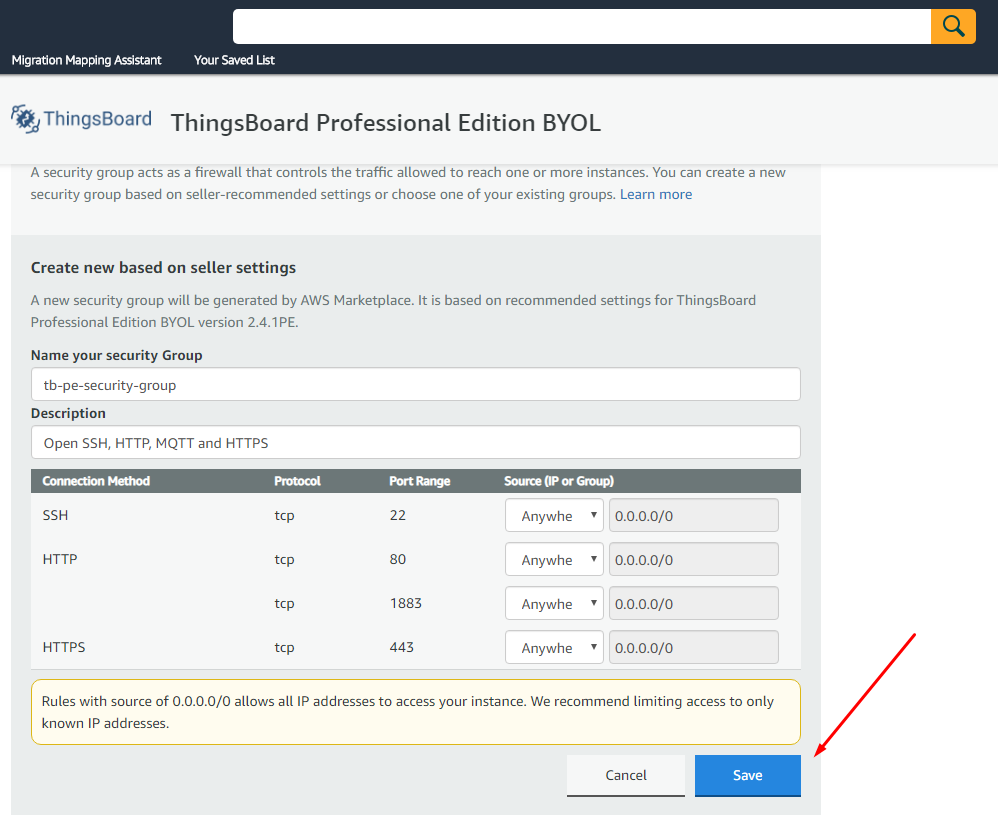 Migration Mapping Assistant Your Saved List
ThingsBoard ThingsBoard Professional Edition BYOL
A security group acts as a firewall that controls the traffic allowed to reach one or more instances. You can create a new
security group based on seller-recommended settings or choose one of your existing groups. Learn more
Create new based on seller settings
A new security group will be generated by AWS Marketplace. It is based on recommended settings for ThingsBoard
Professional Edition BYOL version 2.4.1PE.
Name your security Group
tb-pe-security-group
Description
Open SSH, HTTP, MQTT and HTTPS
Connection Method Protocol Port Range Source (IP or Group)
SSH tcp 22 Anywhe 0.0.0.0/0
HTTP tcp 80 Anywhe 0.0.0.0/0
tcp 1883 Anywhe 0.0.0.0/0
HTTPS tcp 443 Anywhe 0.0.0.0/0
Rules with source of 0.0.0.0/0 allows all IP addresses to access your instance. We recommend limiting access to only
known IP addresses.
Cancel Save